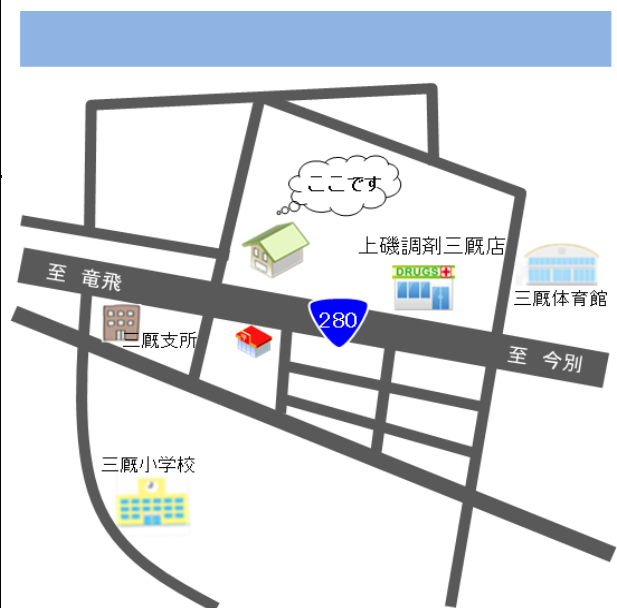 ここです
上磯調剤三厩店
DRUGS
三厩体育館
至 竜飛
280
三厩支所
至 今別
三厩小学校